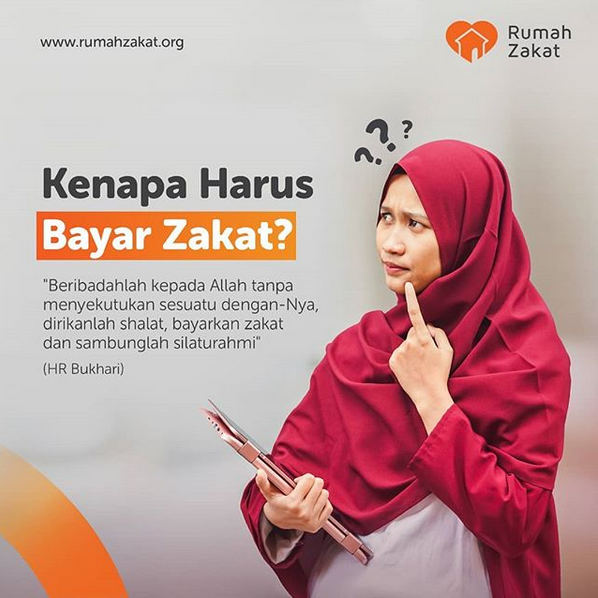 www.rumahzakat.org
Rumah
Zakat
? ? ?
Kenapa Harus
Bayar Zakat?
"Beribadahlah kepada Allah tanpa
menyekutukan sesuatu dengan-Nya,
dirikanlah shalat, bayarkan zakat
dan sambunglah silaturahmi"
(HR Bukhari)